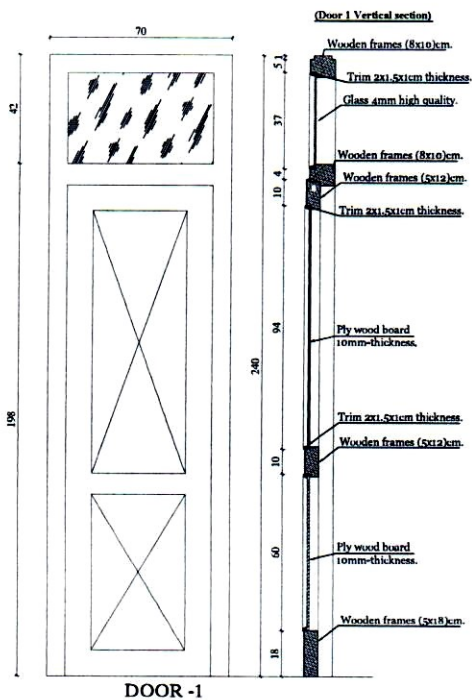 (Door 1 Vertical section)
70
Wooden frames (8x10)cm.
5 1
Trim 2x1.5x1cm thickness.
42
37
Glass 4mm high quality.
Wooden frames (8x10)cm.
4
Wooden frames (5x12)cm.
10
Trim 2x1.5x1cm thickness.
94
Ply wood board
10mm-thickness.
240
198
Trim 2x1.5x1cm thickness.
10
Wooden frames (5x12)cm.
60
Ply wood board
10mm-thickness.
Wooden frames (5x18)cm.
18
DOOR -1